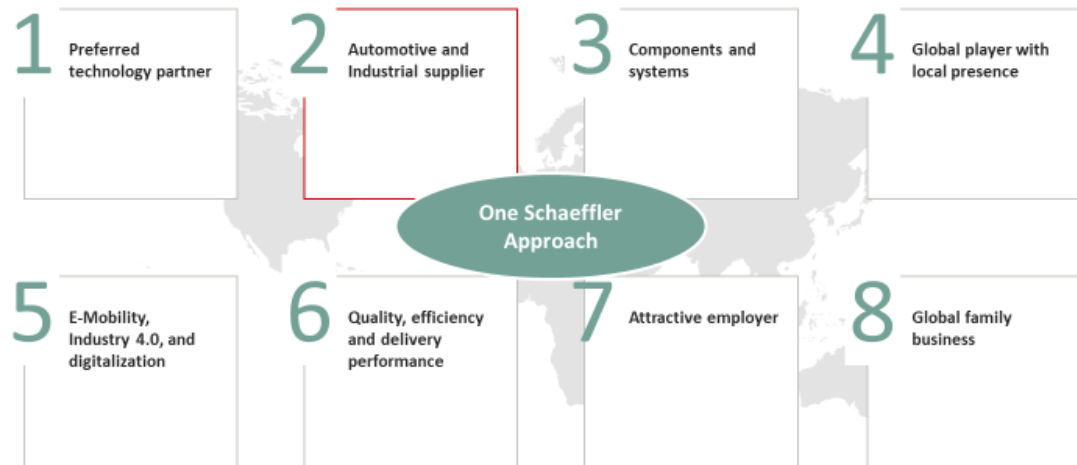 1
Preferred
technology partner
2
Automotive and
Industrial supplier
3
Components and
systems
4
Global player with
local presence
One Schaeffler
Approach
5
E-Mobility,
Industry 4.0, and
digitalization
6
Quality, efficiency
and delivery
performance
7
Attractive employer
8
Global family
business